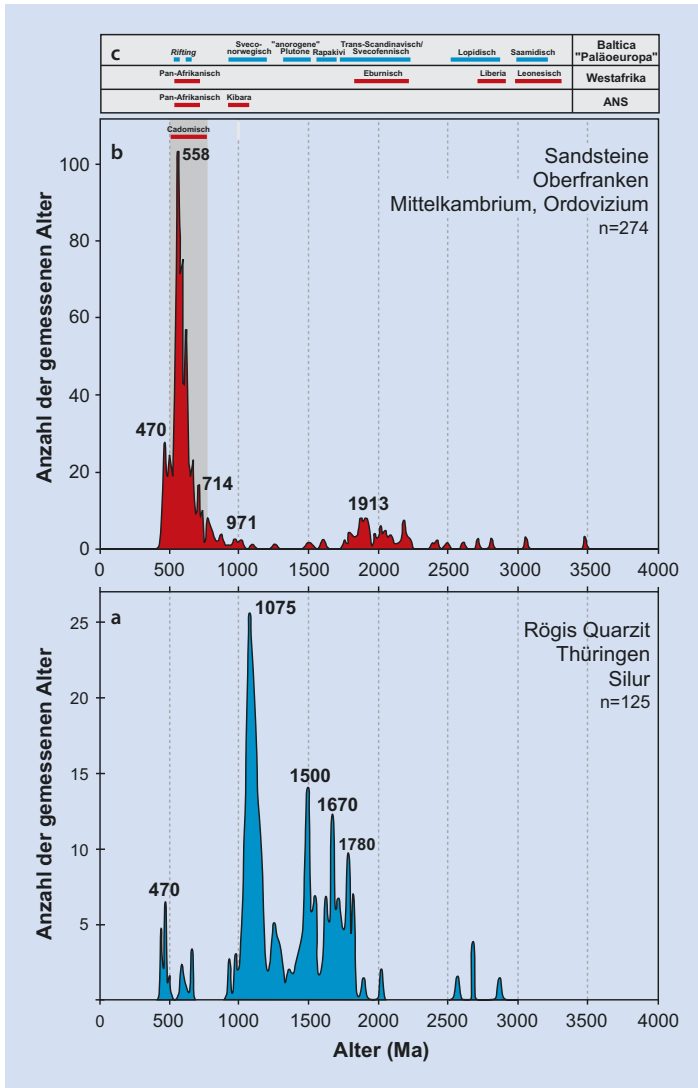 c
Rifting
Sveco-
norwegisch
"anorogene"
Plutone
Rapakivi
Trans-Scandinavisch/
Svecofennisch
Lopidisch
Saamidisch
Baltica
"Paläoeuropa"
Pan-Afrikanisch
Eburnisch
Liberia
Leonesisch
Westafrika
Pan-Afrikanisch
Kibara
ANS
Cadomisch
b
Sandsteine
Oberfranken
Mittelkambrium, Ordovizium
n=274
Anzahl der gemessenen Alter
100
80
60
40
20
0
558
470
714
971
1913
0 500 1000 1500 2000 2500 3000 3500 4000
a
Rögis Quarzit
Thüringen
Silur
n=125
Anzahl der gemessenen Alter
25
20
15
10
5
1075
1500
1670
1780
470
0 500 1000 1500 2000 2500 3000 3500 4000
Alter (Ma)